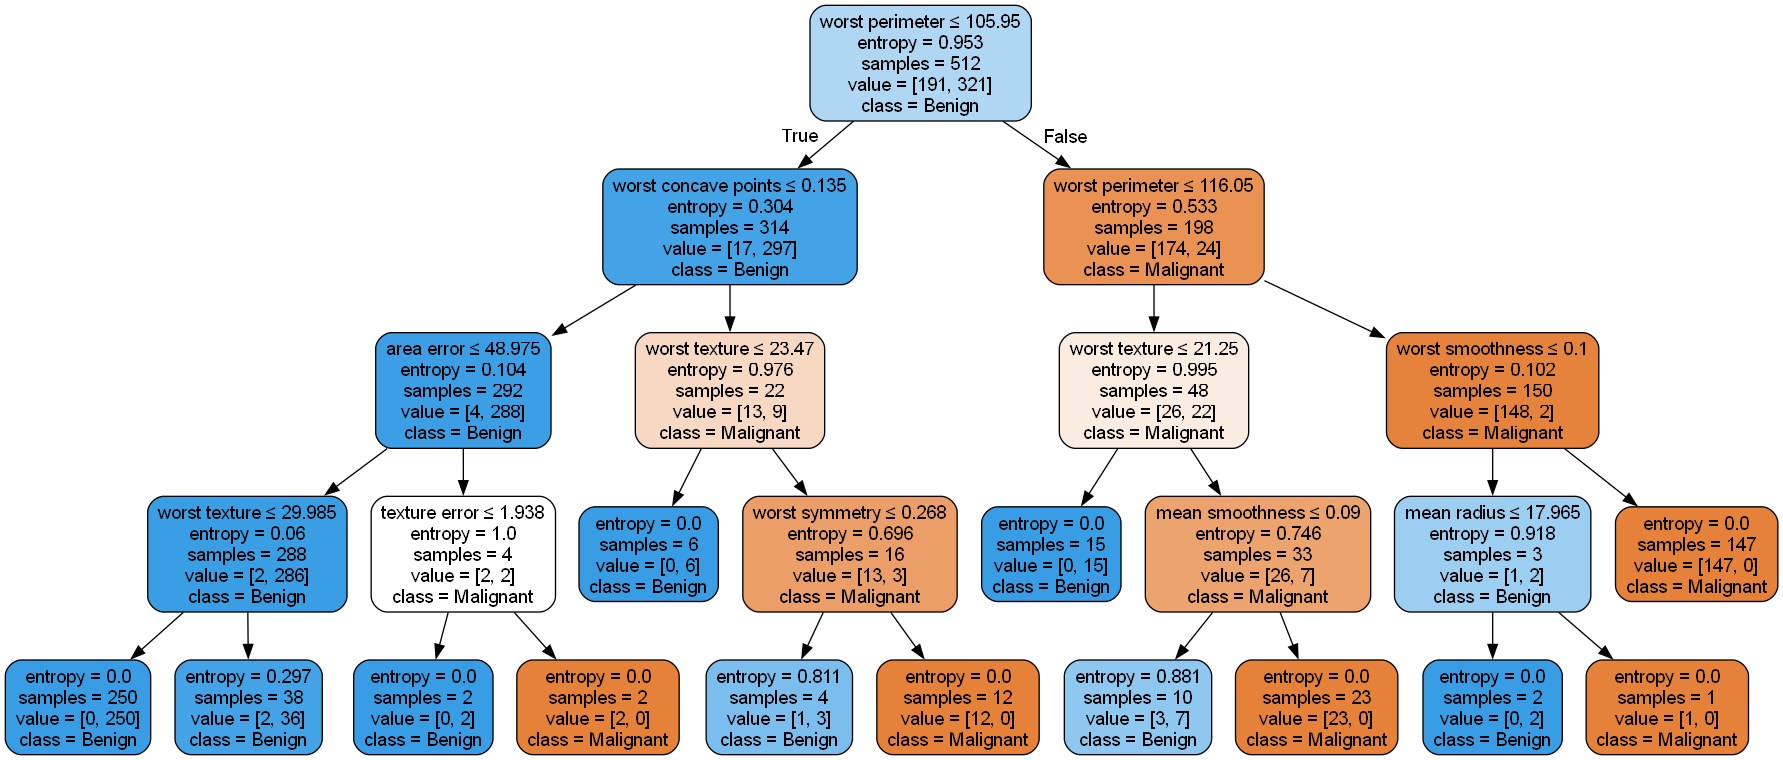 worst perimeter ≤ 105.95
entropy = 0.953
samples = 512
value = [191, 321]
class = Benign
True
False
worst concave points ≤ 0.135
entropy = 0.304
samples = 314
value = [17, 297]
class = Benign
worst perimeter ≤ 116.05
entropy = 0.533
samples = 198
value = [174, 24]
class = Malignant
area error ≤ 48.975
entropy = 0.104
samples = 292
value = [4, 288]
class = Benign
worst texture ≤ 23.47
entropy = 0.976
samples = 22
value = [13, 9]
class = Malignant
worst texture ≤ 21.25
entropy = 0.995
samples = 48
value = [26, 22]
class = Malignant
worst smoothness ≤ 0.1
entropy = 0.102
samples = 150
value = [148, 2]
class = Malignant
worst texture ≤ 29.985
entropy = 0.06
samples = 288
value = [2, 286]
class = Benign
texture error ≤ 1.938
entropy = 1.0
samples = 4
value = [2, 2]
class = Malignant
entropy = 0.0
samples = 6
value = [0, 6]
class = Benign
worst symmetry ≤ 0.268
entropy = 0.696
samples = 16
value = [13, 3]
class = Malignant
entropy = 0.0
samples = 15
value = [0, 15]
class = Benign
mean smoothness ≤ 0.09
entropy = 0.746
samples = 33
value = [26, 7]
class = Malignant
mean radius ≤ 17.965
entropy = 0.918
samples = 3
value = [1, 2]
class = Benign
entropy = 0.0
samples = 147
value = [147, 0]
class = Malignant
entropy = 0.0
samples = 250
value = [0, 250]
class = Benign
entropy = 0.297
samples = 38
value = [2, 36]
class = Benign
entropy = 0.0
samples = 2
value = [0, 2]
class = Benign
entropy = 0.0
samples = 2
value = [2, 0]
class = Malignant
entropy = 0.811
samples = 4
value = [1, 3]
class = Benign
entropy = 0.0
samples = 12
value = [12, 0]
class = Malignant
entropy = 0.881
samples = 10
value = [3, 7]
class = Benign
entropy = 0.0
samples = 23
value = [23, 0]
class = Malignant
entropy = 0.0
samples = 2
value = [0, 2]
class = Benign
entropy = 0.0
samples = 1
value = [1, 0]
class = Malignant